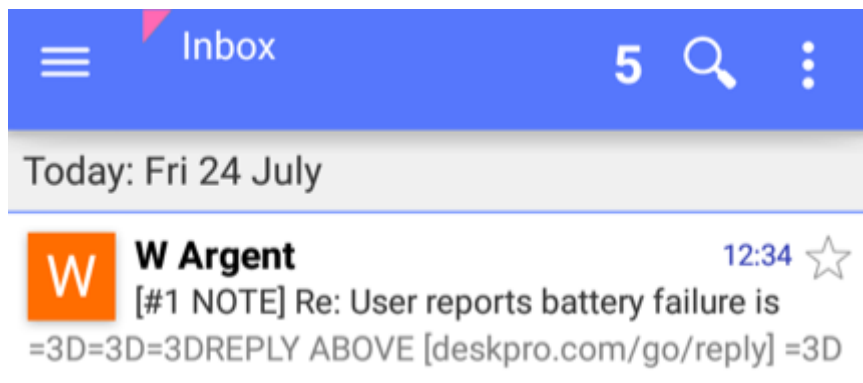 Inbox
5
Today: Fri 24 July
W
W Argent
12:34
[#1 NOTE] Re: User reports battery failure is
=3D=3D=3DREPLY ABOVE [deskpro.com/go/reply] =3D